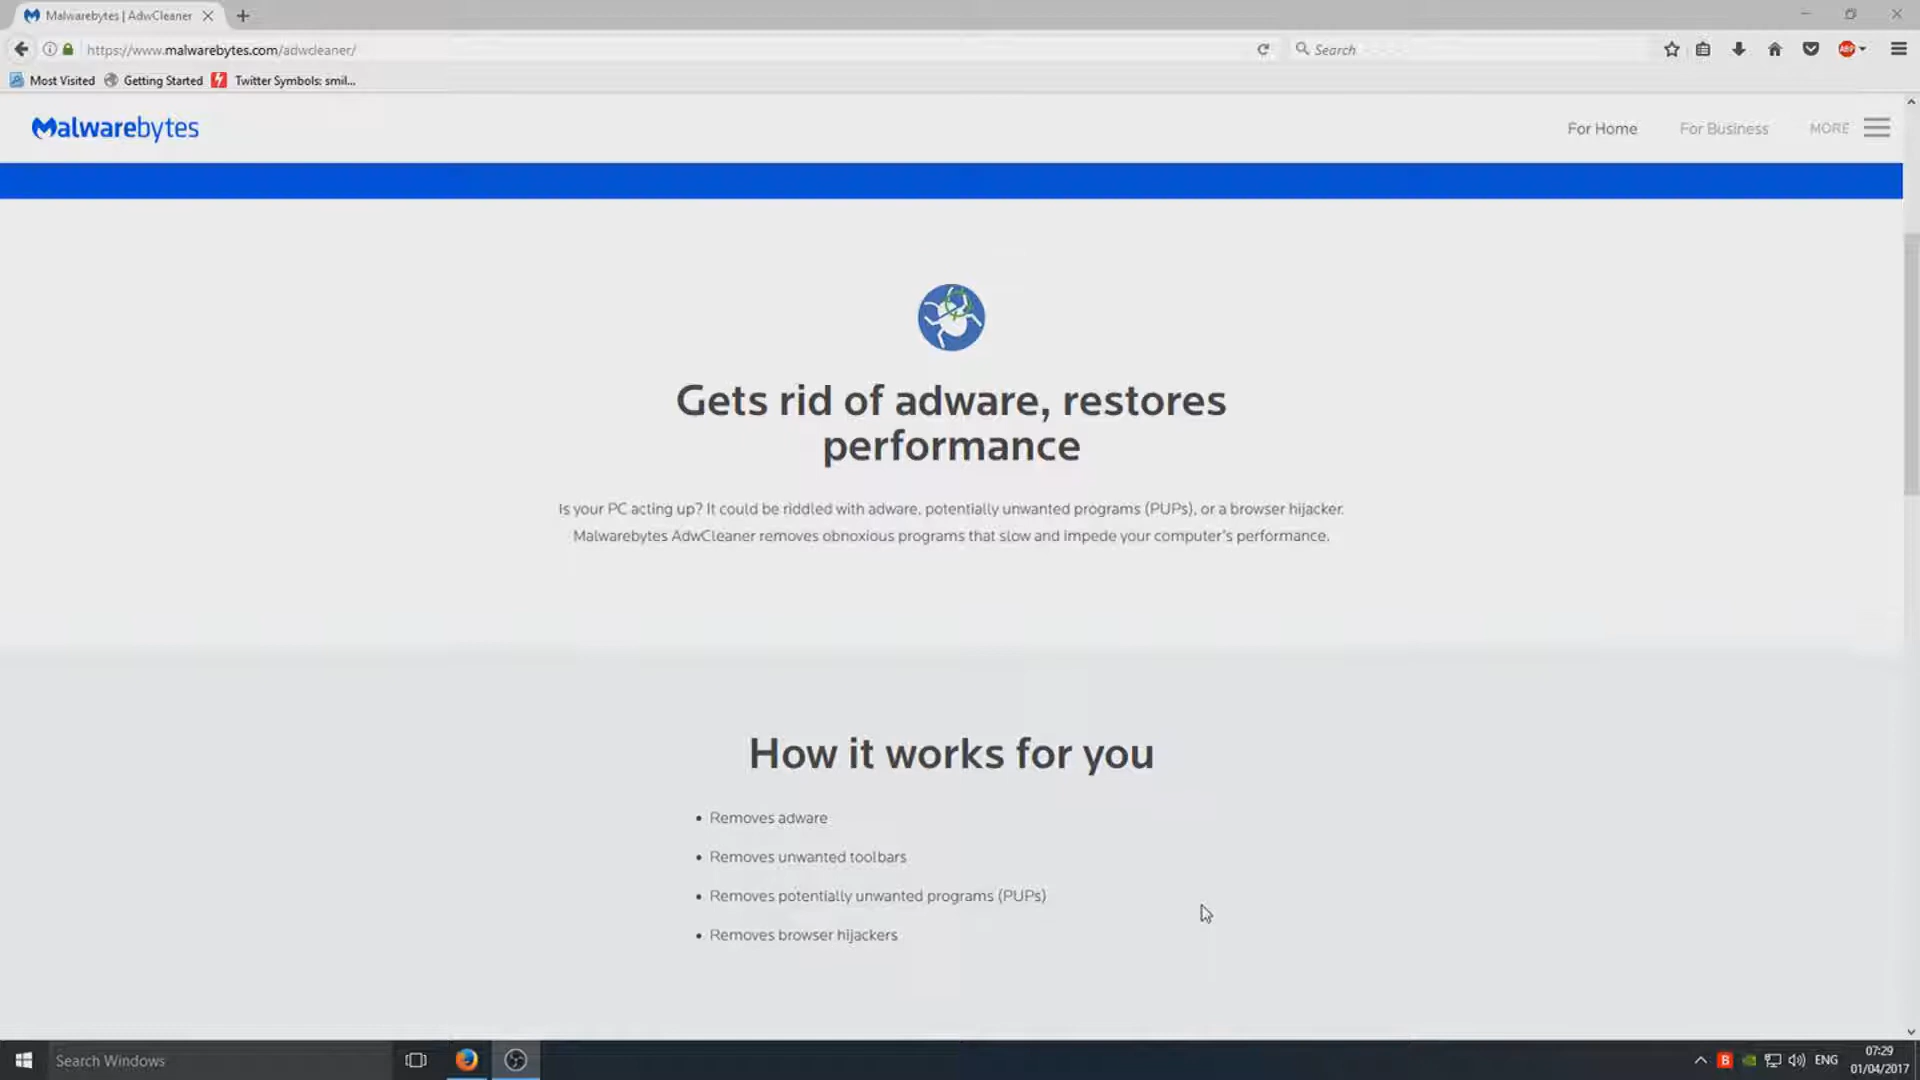 Malwarebytes | AdwCleaner
https://www.malwarebytes.com/adwcleaner/
Search
ABP
Most Visited
Getting Started
Twitter Symbols: smil...
Malwarebytes
For Home
For Business
MORE
Gets rid of adware, restores
performance
Is your PC acting up? It could be riddled with adware, potentially unwanted programs (PUPs), or a browser hijacker.
Malwarebytes AdwCleaner removes obnoxious programs that slow and impede your computer's performance.
How it works for you
• Removes adware
• Removes unwanted toolbars
• Removes potentially unwanted programs (PUPs)
• Removes browser hijackers
Search Windows
B
ENG
07:29
01/04/2017